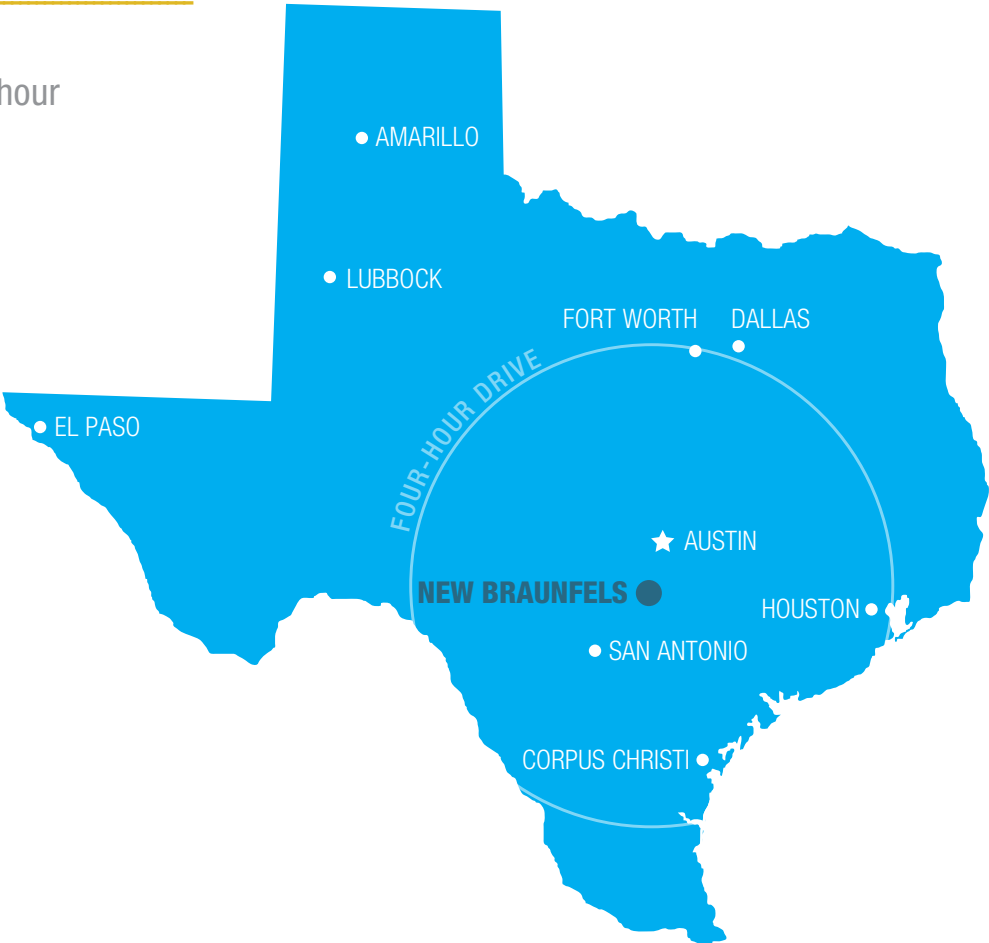 hour
AMARILLO
LUBBOCK
FORT WORTH DALLAS
FOUR-HOUR DRIVE
EL PASO
AUSTIN
NEW BRAUNFELS
HOUSTON
SAN ANTONIO
CORPUS CHRISTI